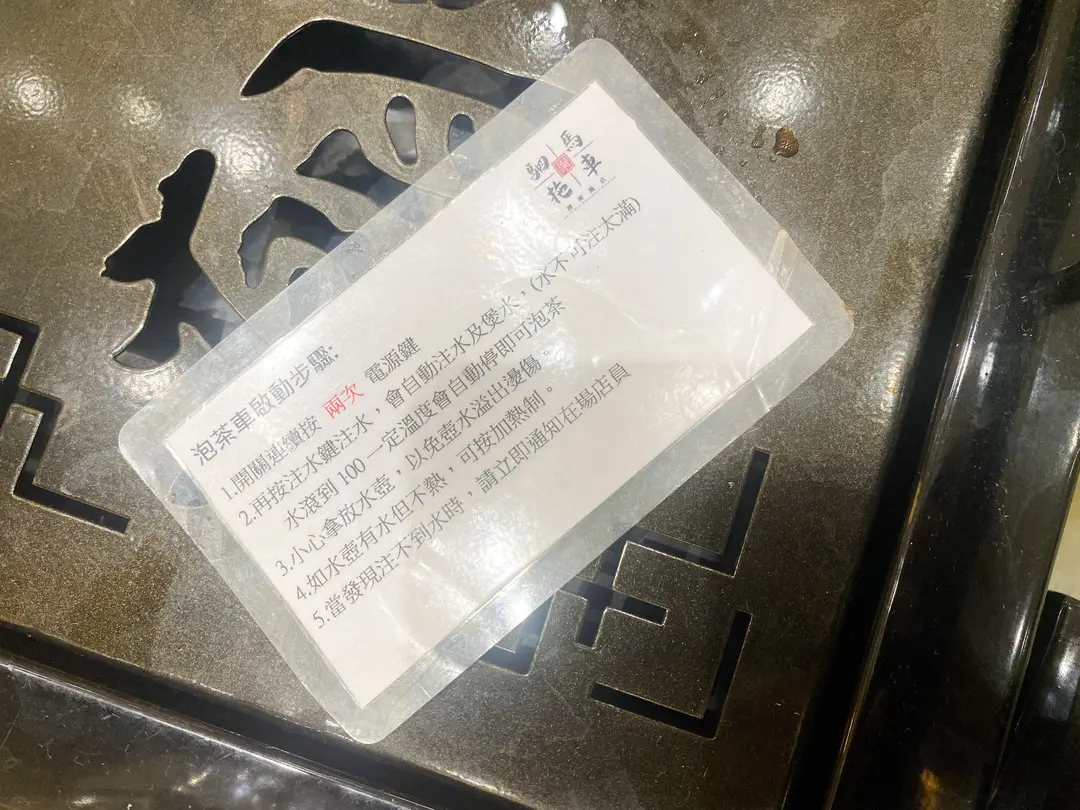 駟馬拖車
泡茶車啟動步驟:
1.開關連續按 兩次 電源鍵
2.再按注水鍵注水，會自動注水及煲水，(水不可注太滿)
水滾到 100 一定溫度會自動停即可泡茶
3.小心拿放水壺，以免壺水溢出燙傷。
4.如水壺有水但不熱，可按加熱制。
5.當發現注不到水時，請立即通知在場店員